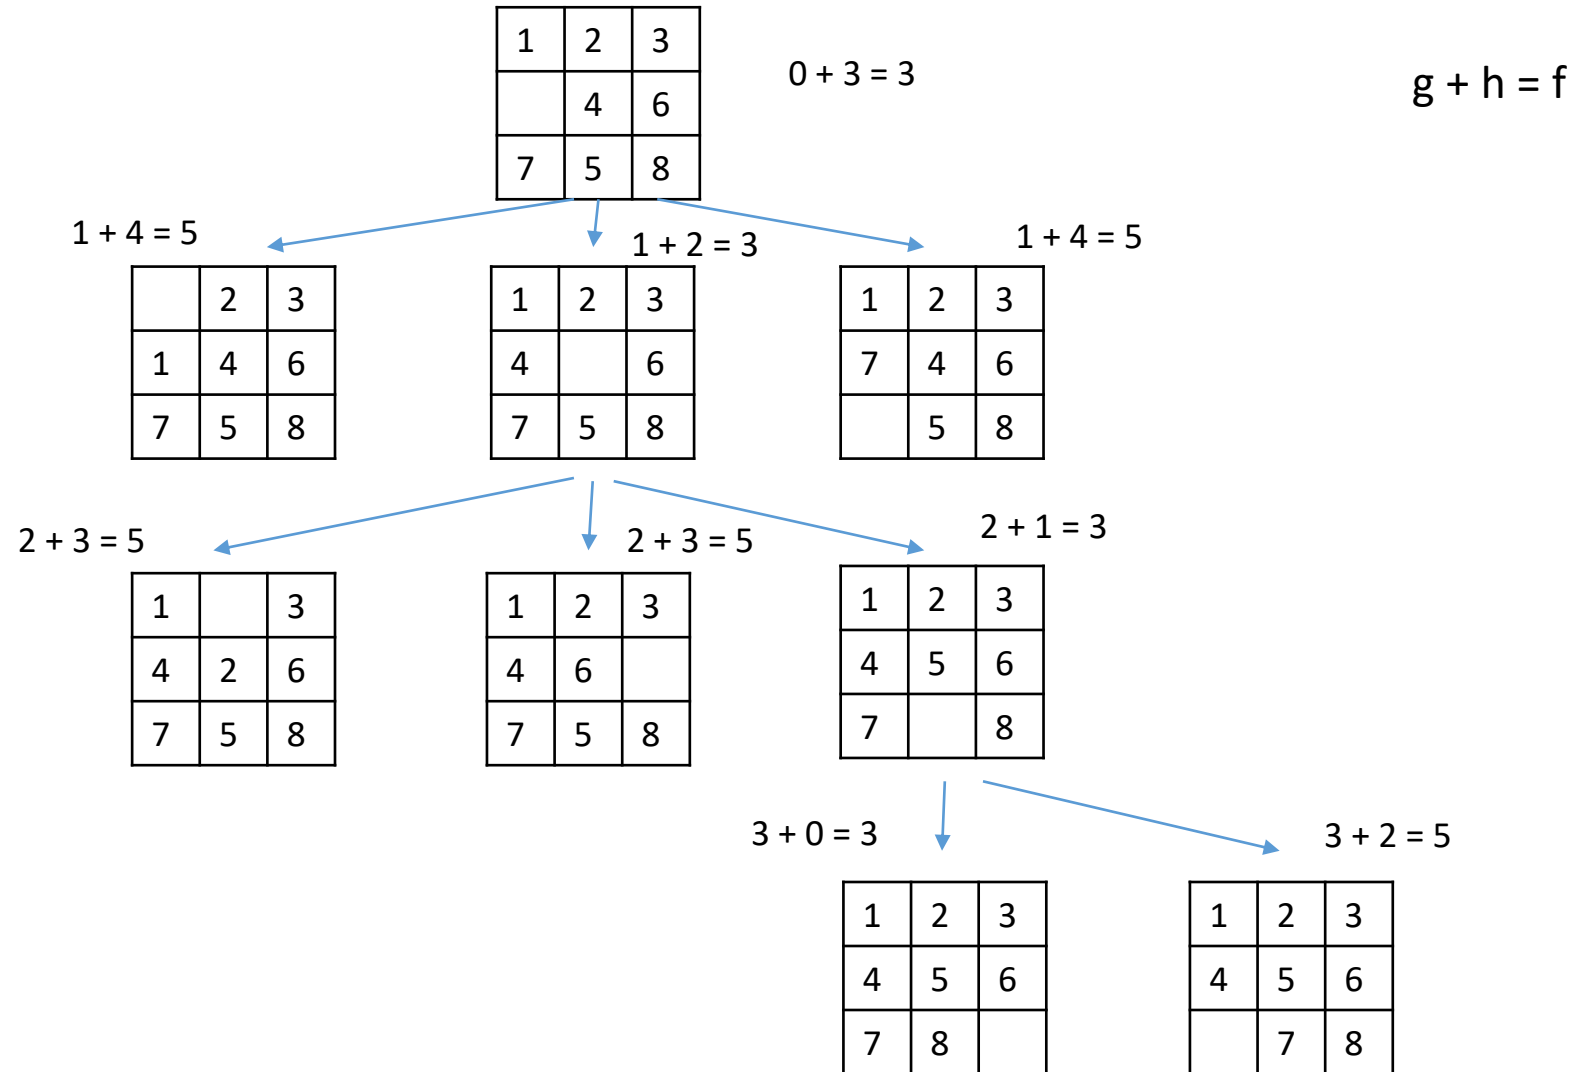 1 2 3
0 + 3 = 3
g + h = f
4 6
7 5 8
1 + 4 = 5
1 + 2 = 3
1 + 4 = 5
2 3
1 4 6
7 5 8
1 2 3
4 6
7 5 8
1 2 3
7 4 6
5 8
2 + 3 = 5
2 + 3 = 5
2 + 1 = 3
1 3
4 2 6
7 5 8
1 2 3
4 6
7 5 8
1 2 3
4 5 6
7 8
3 + 0 = 3
3 + 2 = 5
1 2 3
4 5 6
7 8
1 2 3
4 5 6
7 8